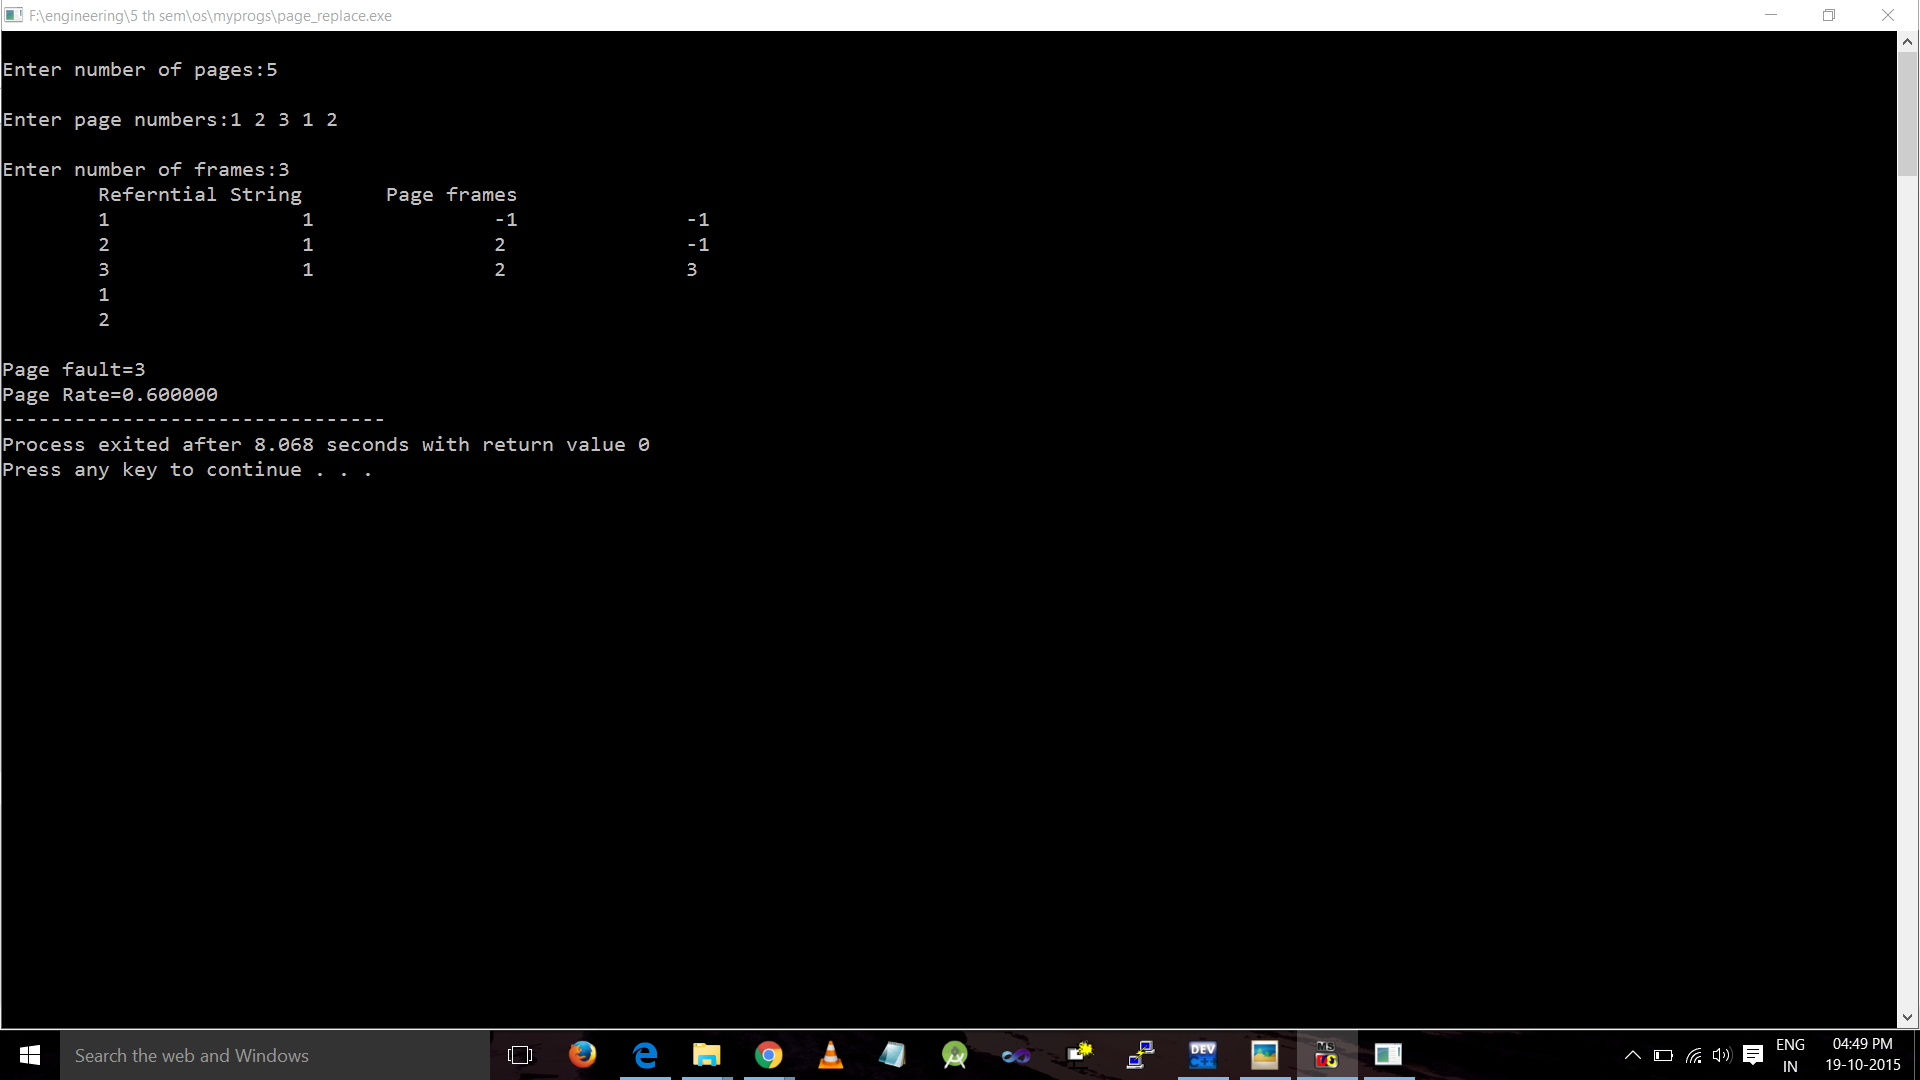 F:\engineering\5 th sem\os\myprogs\page_replace.exe
Enter number of pages:5
Enter page numbers:1 2 3 1 2
Enter number of frames:3
Referntial String Page frames
1 1 -1 -1
2 1 2 -1
3 1 2 3
1
2
Page fault=3
Page Rate=0.600000
--------------------------------
Process exited after 8.068 seconds with return value 0
Press any key to continue . . .
Search the web and Windows
DEV
MS
ENG
IN
04:49 PM
19-10-2015